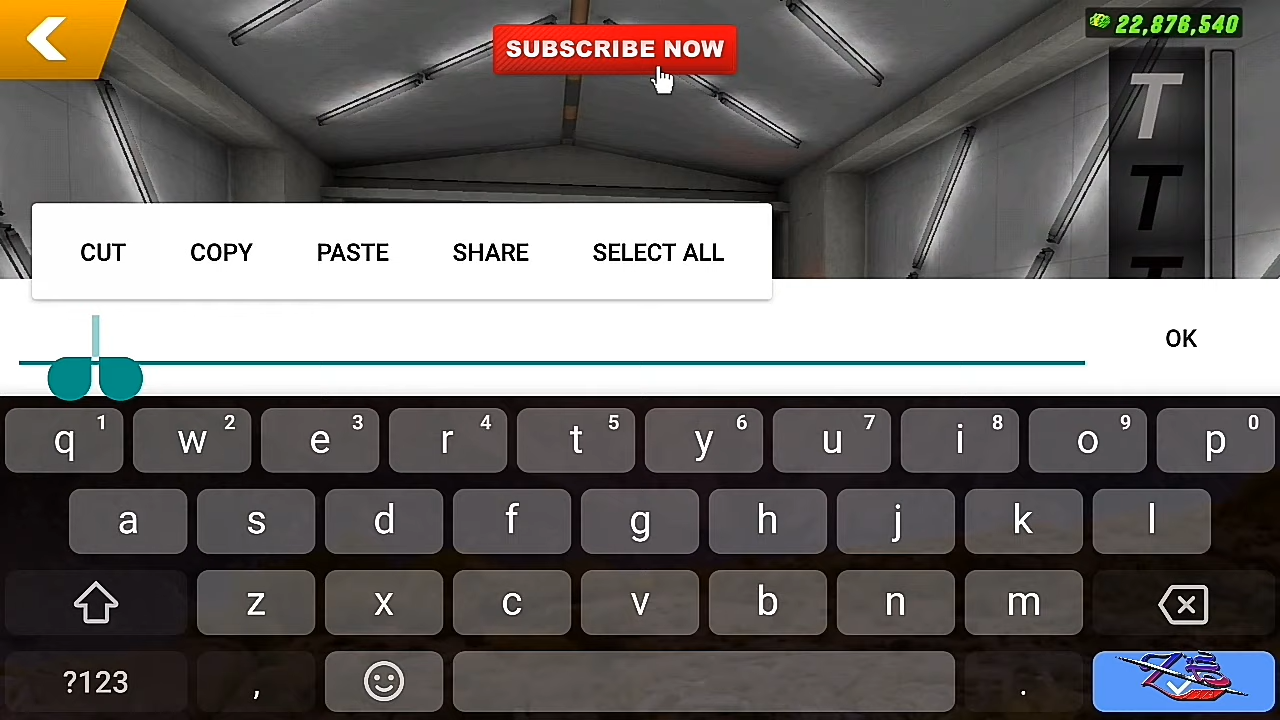 SUBSCRIBE NOW
22,876,540
T
T
T
CUT COPY PASTE SHARE SELECT ALL
OK
q 1 w 2 e 3 r 4 t 5 y 6 u 7 i 8 o 9 p 0
a s d f g h j k l
z x c v b n m
?123 , .